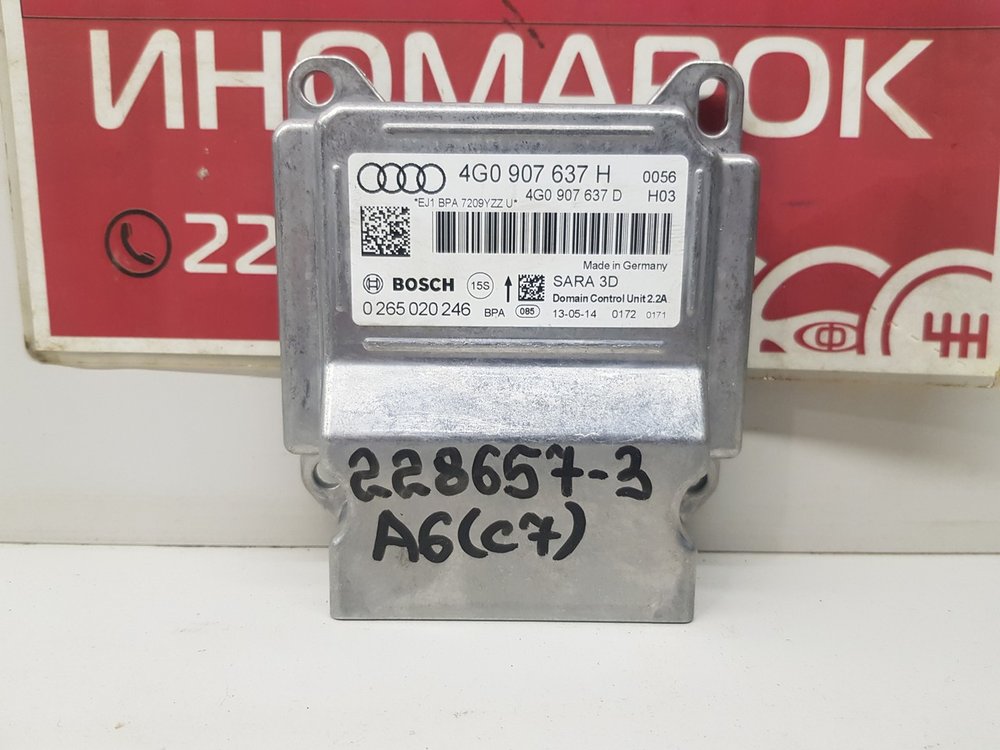 ИНОМАРОК
22
4G0 907 637 H 0056
4G0 907 637 D H03
*EJ1 BPA 7209YZZ U*
Made in Germany
BOSCH 15S SARA 3D
Domain Control Unit 2.2A
0 265 020 246 BPA 085 13-05-14 0172 0171
228657-3
A6(C7)